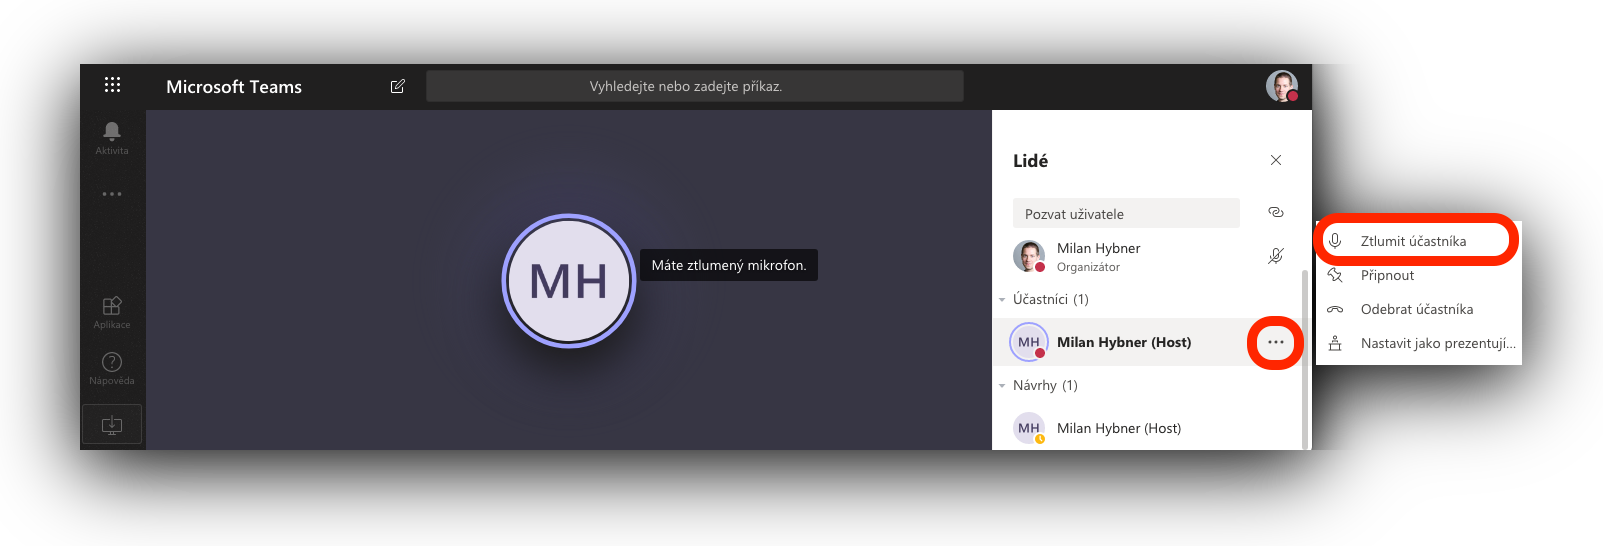 Microsoft Teams
Vyhledejte nebo zadejte příkaz.
Aktivita
Aplikace
Nápověda
MH
Máte ztlumený mikrofon.
Lidé
Pozvat uživatele
Milan Hybner
Organizátor
Účastníci (1)
MH Milan Hybner (Host)
Návrhy (1)
MH Milan Hybner (Host)
Ztlumit účastníka
Připnout
Odebrat účastníka
Nastavit jako prezentují...